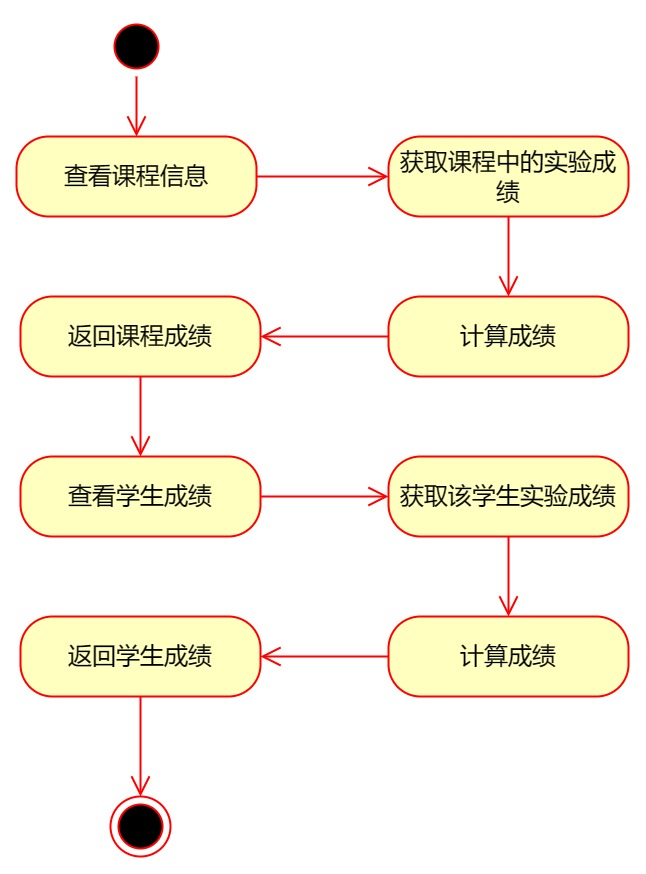 查看课程信息
获取课程中的实验成
绩
计算成绩
返回课程成绩
查看学生成绩
获取该学生实验成绩
计算成绩
返回学生成绩